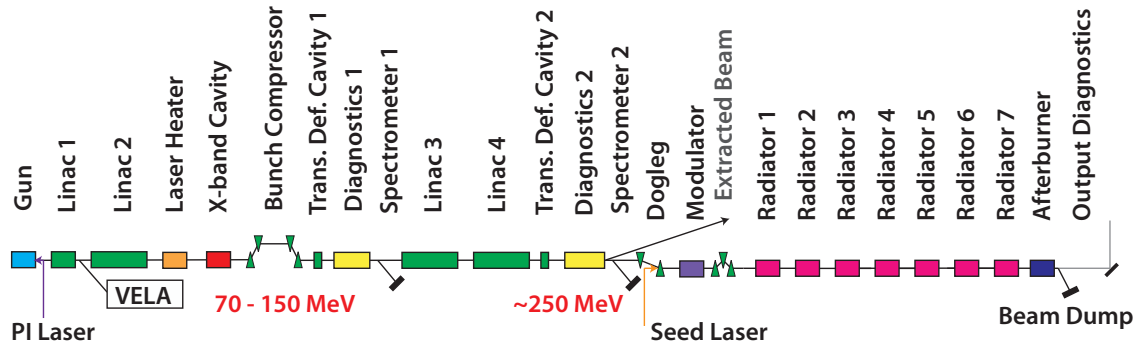 Gun
Linac 1
Linac 2
Laser Heater
X-band Cavity
Bunch Compressor
Trans. Def. Cavity 1
Diagnostics 1
Spectrometer 1
Linac 3
Linac 4
Trans. Def. Cavity 2
Diagnostics 2
Spectrometer 2
Dogleg
Modulator
Extracted Beam
Radiator 1
Radiator 2
Radiator 3
Radiator 4
Radiator 5
Radiator 6
Radiator 7
Afterburner
Output Diagnostics
VELA
70 - 150 MeV
~250 MeV
PI Laser
Seed Laser
Beam Dump